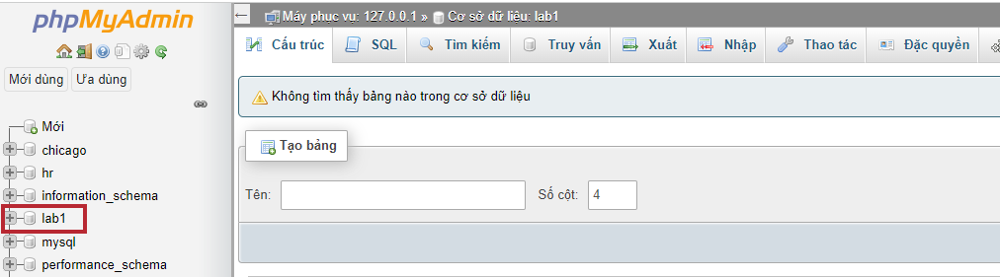 phpMyAdmin
Mới dùng Ưa dùng
Mới
chicago
hr
information_schema
lab1
mysql
performance_schema
Máy phục vụ: 127.0.0.1 » Cơ sở dữ liệu: lab1
Cấu trúc SQL Tìm kiếm Truy vấn Xuất Nhập Thao tác Đặc quyền
Không tìm thấy bảng nào trong cơ sở dữ liệu
Tạo bảng
Tên: Số cột: 4